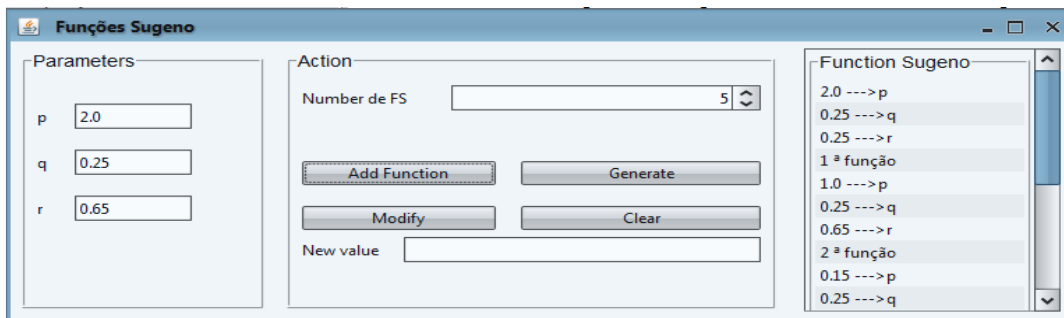 Funções Sugeno
Parameters
p 2.0
q 0.25
r 0.65
Action
Number de FS 5
Add Function Generate
Modify Clear
New value
Function Sugeno
2.0 --->p
0.25 --->q
0.25 --->r
1 ª função
1.0 --->p
0.25 --->q
0.65 --->r
2 ª função
0.15 --->p
0.25 --->q